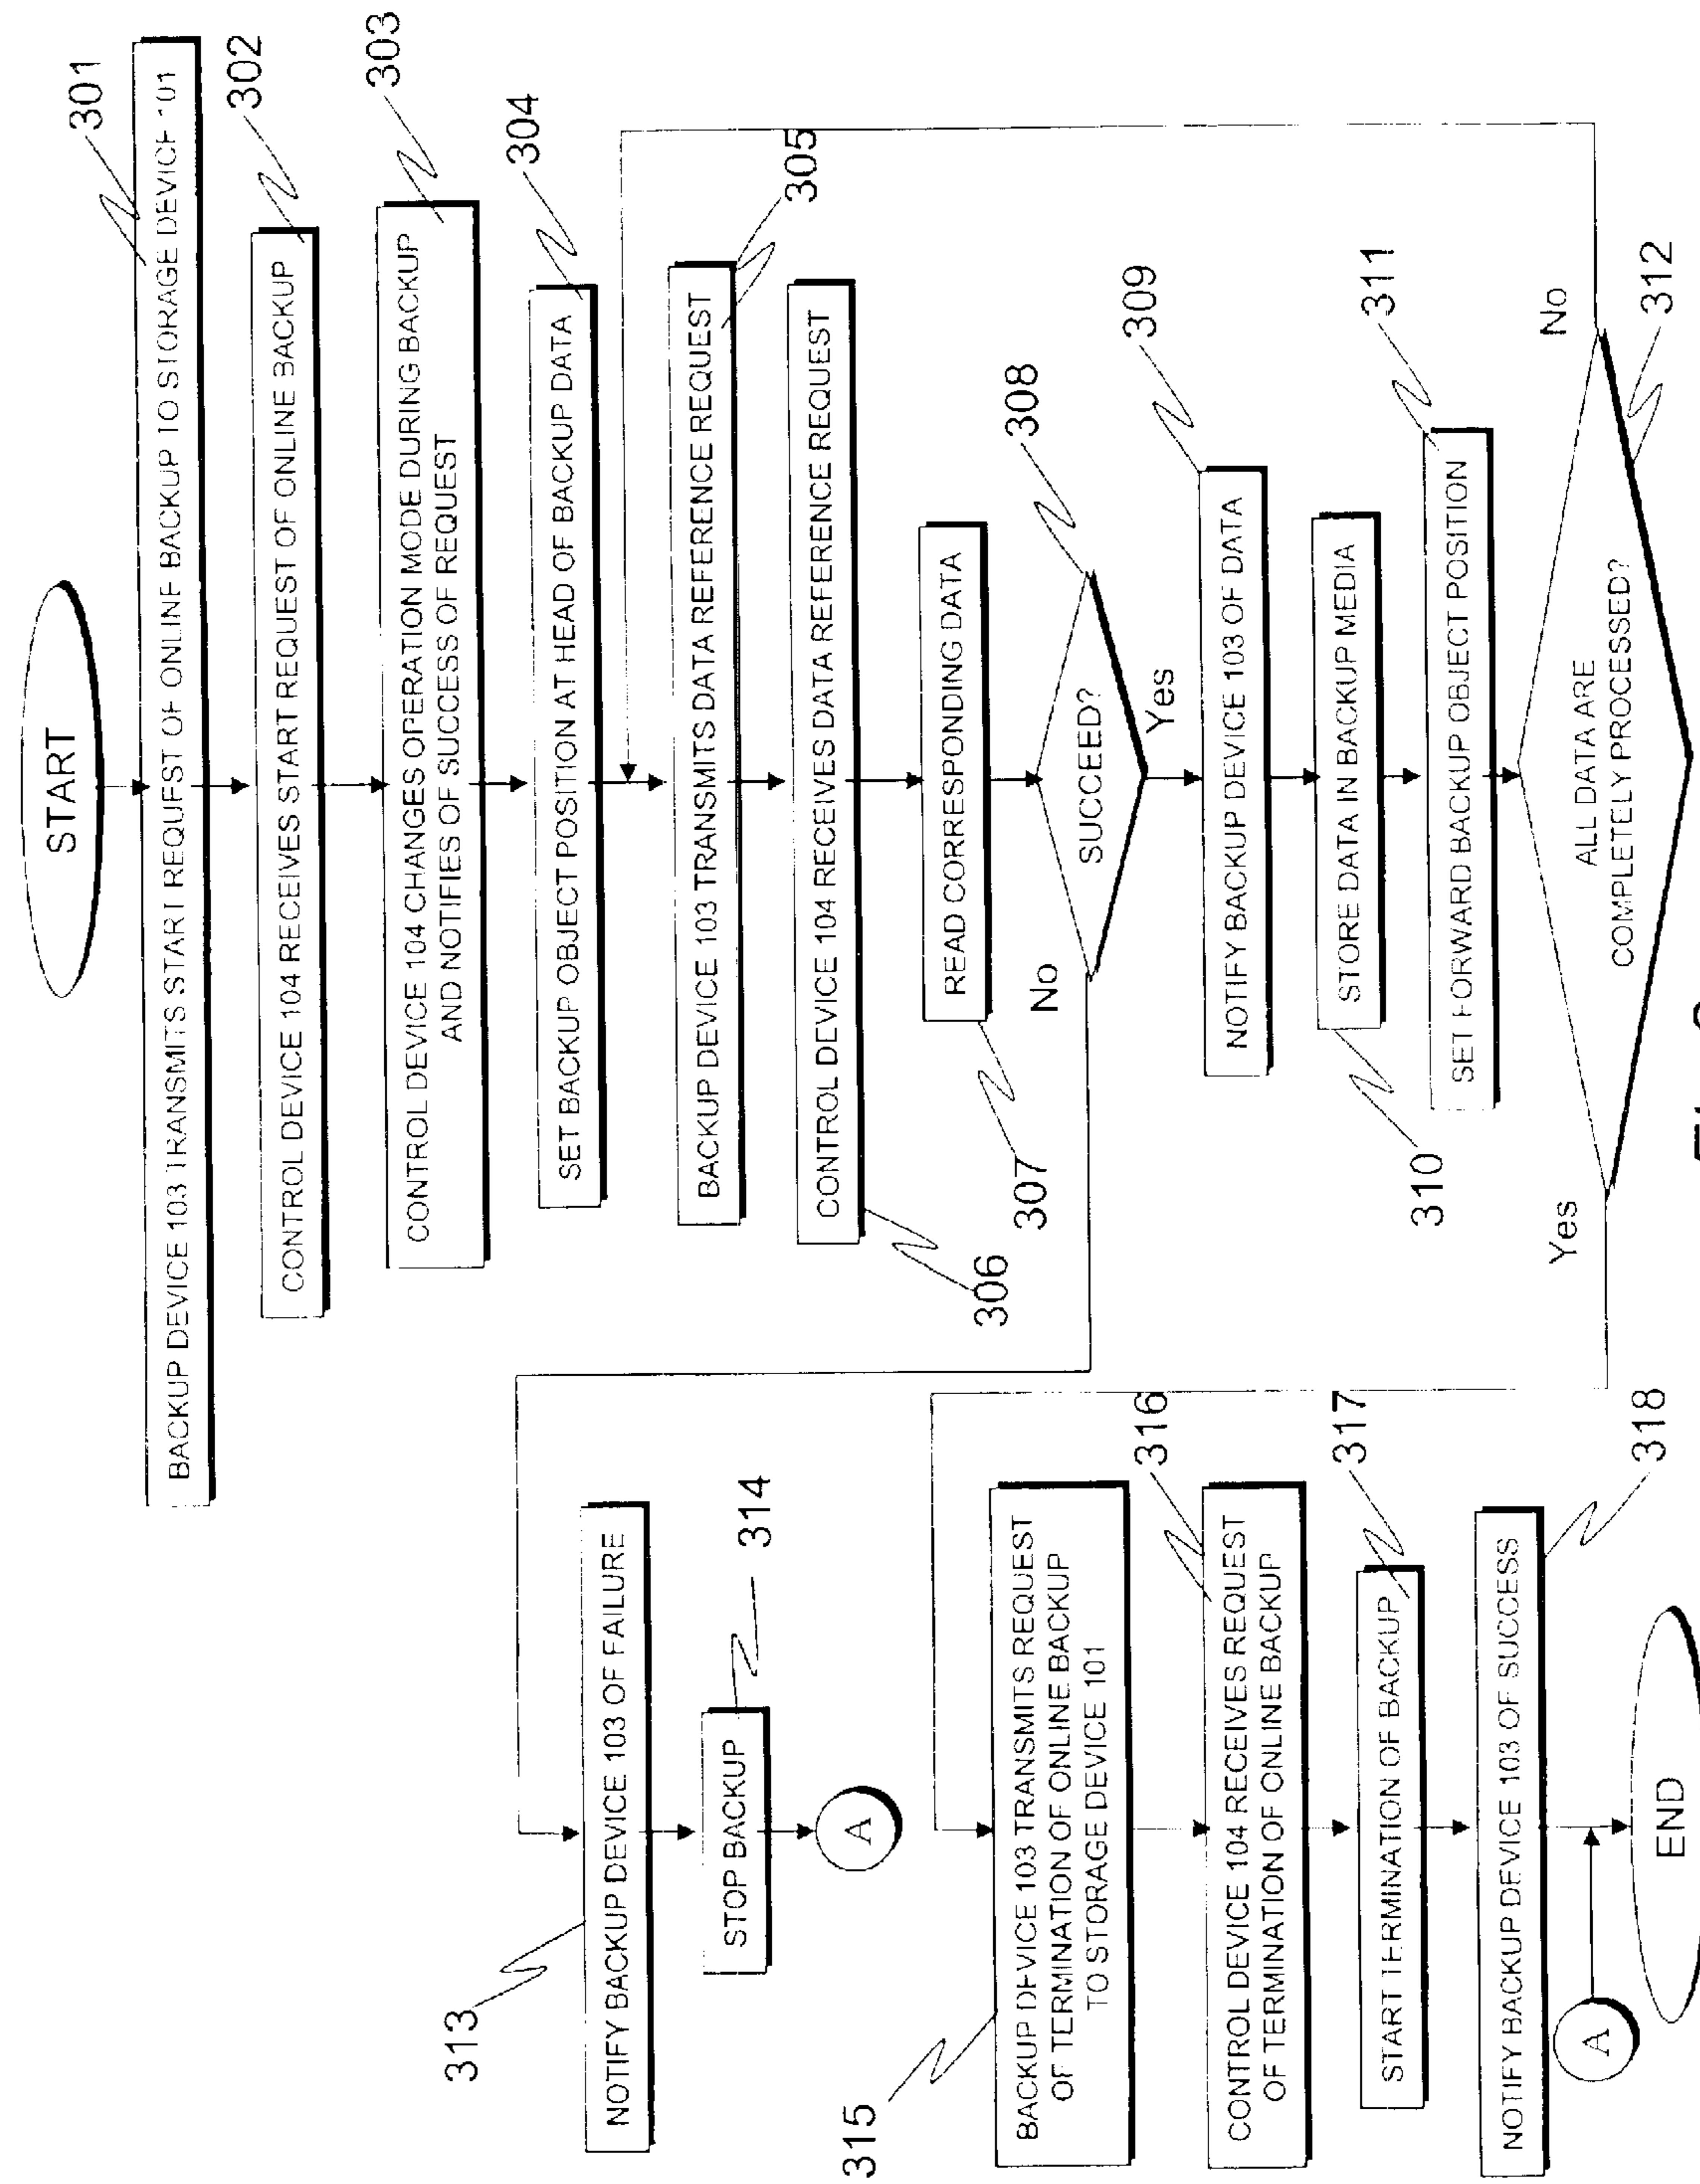 START
301
BACKUP DEVICE 103 TRANSMITS START REQUEST OF ONLINE BACKUP TO STORAGE DEVICE 101
302
CONTROL DEVICE 104 RECEIVES START REQUEST OF ONLINE BACKUP
303
CONTROL DEVICE 104 CHANGES OPERATION MODE DURING BACKUP
AND NOTIFIES OF SUCCESS OF REQUEST
304
SET BACKUP OBJECT POSITION AT HEAD OF BACKUP DATA
305
BACKUP DEVICE 103 TRANSMITS DATA REFERENCE REQUEST
CONTROL DEVICE 104 RECEIVES DATA REFERENCE REQUEST
306
READ CORRESPONDING DATA
307
308
SUCCEED?
No
Yes
309
NOTIFY BACKUP DEVICE 103 OF DATA
STORE DATA IN BACKUP MEDIA
310
311
SET FORWARD BACKUP OBJECT POSITION
No
ALL DATA ARE
COMPLETELY PROCESSED?
312
Yes
313
NOTIFY BACKUP DEVICE 103 OF FAILURE
314
STOP BACKUP
A
315
BACKUP DEVICE 103 TRANSMITS REQUEST
OF TERMINATION OF ONLINE BACKUP
TO STORAGE DEVICE 101
316
CONTROL DEVICE 104 RECEIVES REQUEST
OF TERMINATION OF ONLINE BACKUP
317
START TERMINATION OF BACKUP
318
NOTIFY BACKUP DEVICE 103 OF SUCCESS
A
END